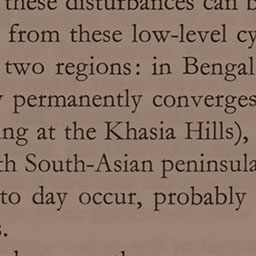 these disturbances can b
from these low-level cy
two regions: in Bengal
permanently converges
ng at the Khasia Hills),
th South-Asian peninsula
to day occur, probably
s.